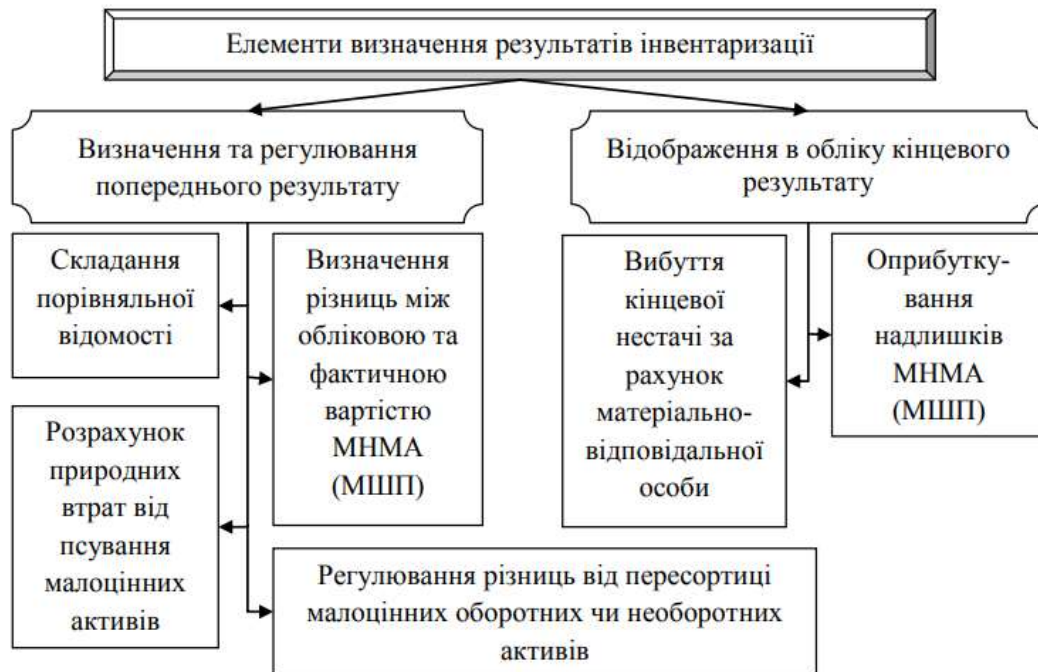 Елементи визначення результатів інвентаризації
Визначення та регулювання
попереднього результату
Відображення в обліку кінцевого
результату
Складання
порівняльної
відомості
Визначення
різниць між
обліковою та
фактичною
вартістю
МНМА
(МШП)
Вибуття
кінцевої
нестачі за
рахунок
матеріально-
відповідальної
особи
Оприбутку-
вання
надлишків
МНМА
(МШП)
Розрахунок
природних
втрат від
псування
малоцінних
активів
Регулювання різниць від пересортиці
малоцінних оборотних чи необоротних
активів